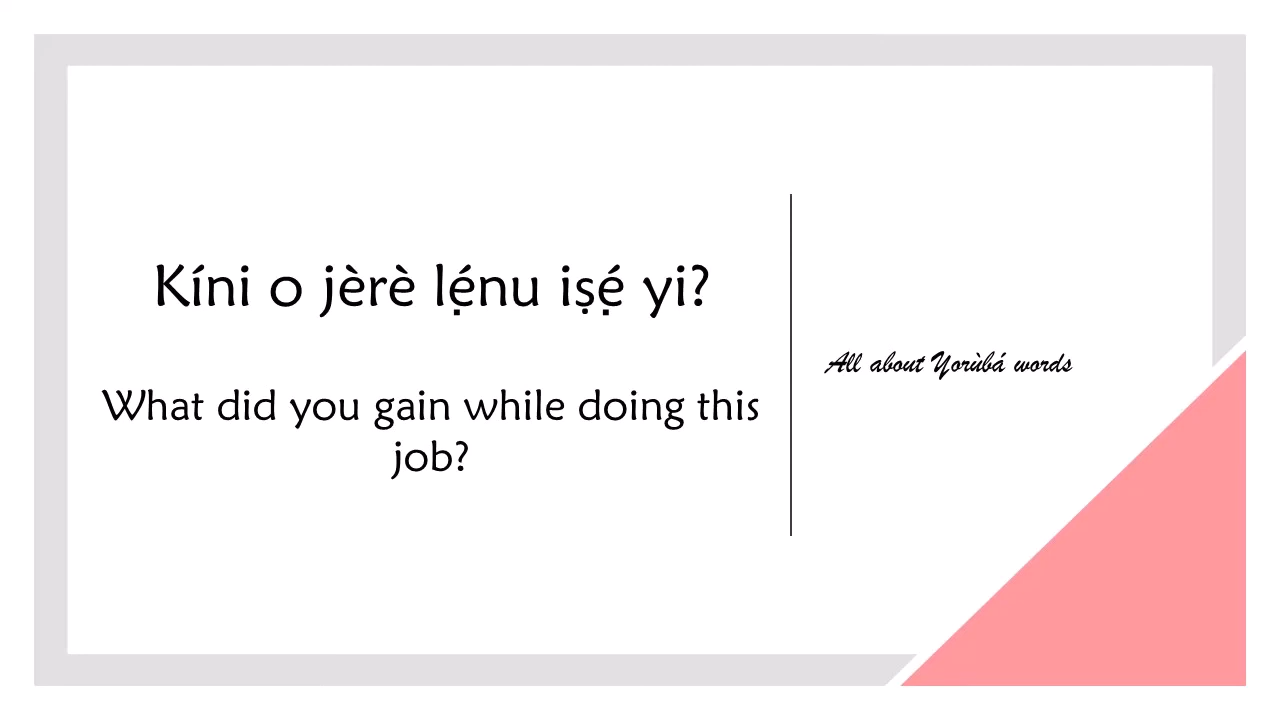 Kíni o jèrè lẹ́nu iṣẹ́ yi?
What did you gain while doing this
job?
All about Yorùbá words